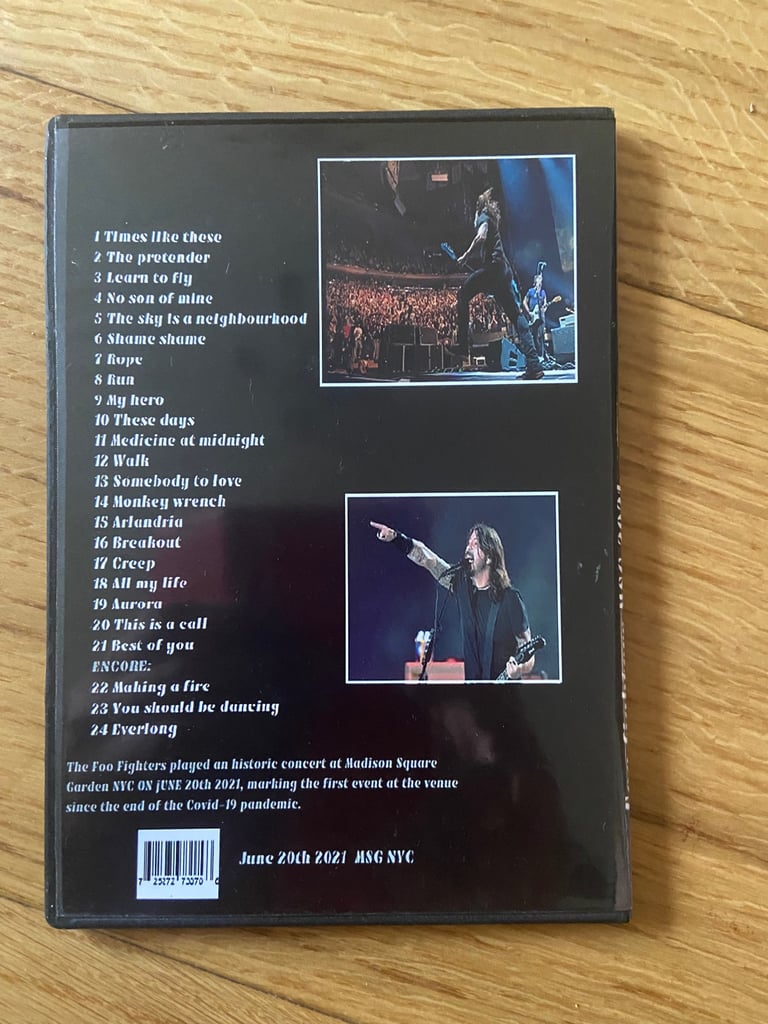 1 Times like these
2 The pretender
3 Learn to fly
4 No son of mine
5 The sky is a neighbourhood
6 Shame shame
7 Rope
8 Run
9 My hero
10 These days
11 Medicine at midnight
12 Walk
13 Somebody to love
14 Monkey wrench
15 Arlandria
16 Breakout
17 Creep
18 All my life
19 Aurora
20 This is a call
21 Best of you
ENCORE:
22 Making a fire
23 You should be dancing
24 Everlong
The Foo Fighters played an historic concert at Madison Square
Garden NYC ON jUNE 20th 2021, marking the first event at the venue
since the end of the Covid-19 pandemic.
June 20th 2021 MSG NYC